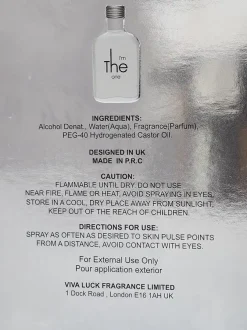 I'm
The
one
INGREDIENTS:
Alcohol Denat., Water(Aqua), Fragrance(Parfum),
PEG-40 Hydrogenated Castor Oil.
DESIGNED IN UK
MADE IN P.R.C
CAUTION:
FLAMMABLE UNTIL DRY. DO NOT USE
NEAR FIRE, FLAME OR HEAT, AVOID SPRAYING IN EYES,
STORE IN A COOL, DRY PLACE AWAY FROM SUNLIGHT,
KEEP OUT OF THE REACH OF CHILDREN.
DIRECTIONS FOR USE:
SPRAY AS OFTEN AS DESIRED TO SKIN PULSE POINTS
FROM A DISTANCE, AVOID CONTACT WITH EYES.
For External Use Only
Pour application exterior
VIVA LUCK FRAGRANCE LIMITED
1 Dock Road , London E16 1AH UK